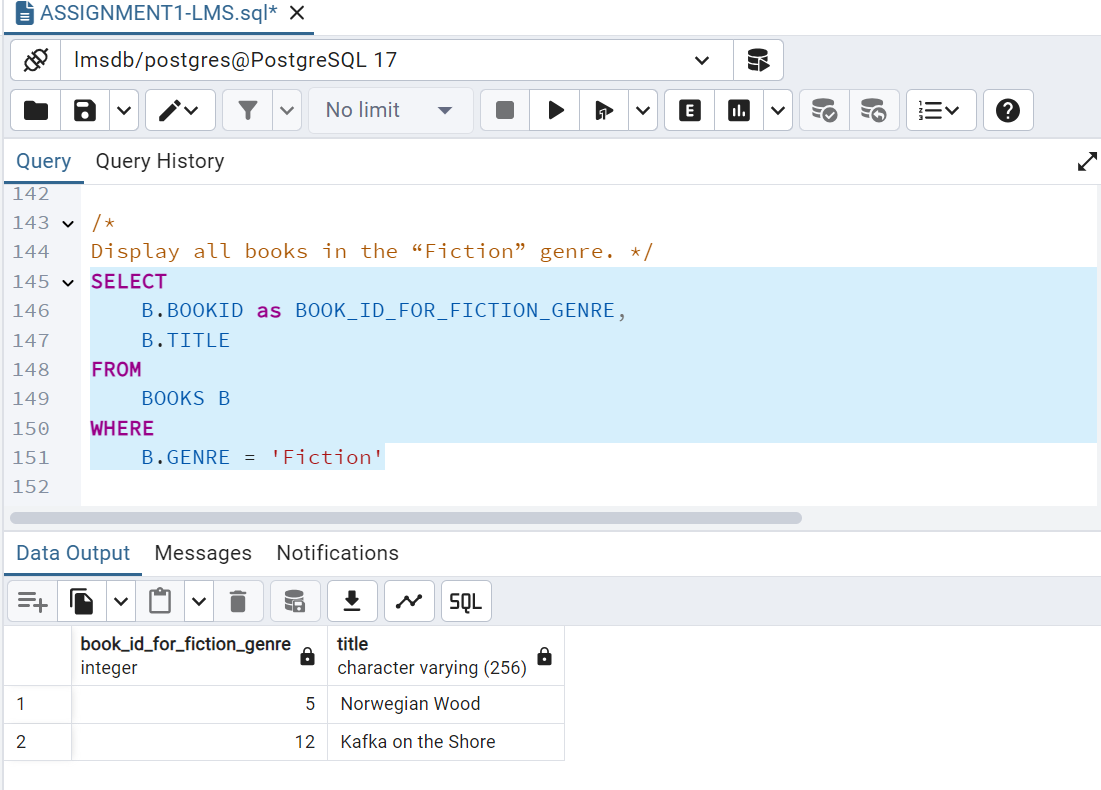 ASSIGNMENT1-LMS.sql*
lmsdb/postgres@PostgreSQL 17
No limit
E
Query Query History
142
143 /*
144 Display all books in the “Fiction” genre. */
145 SELECT
146 B.BOOKID as BOOK_ID_FOR_FICTION_GENRE,
147 B.TITLE
148 FROM
149 BOOKS B
150 WHERE
151 B.GENRE = 'Fiction'
152
Data Output Messages Notifications
SQL
book_id_for_fiction_genre title
integer character varying (256)
1 5 Norwegian Wood
2 12 Kafka on the Shore